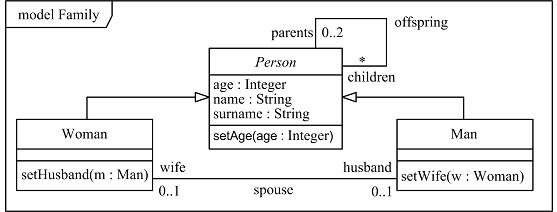 model Family
parents 0..2 offspring
Person
*
children
age : Integer
name : String
surname : String
setAge(age : Integer)
Woman
setHusband(m : Man)
Man
setWife(w : Woman)
wife husband
0..1 spouse 0..1